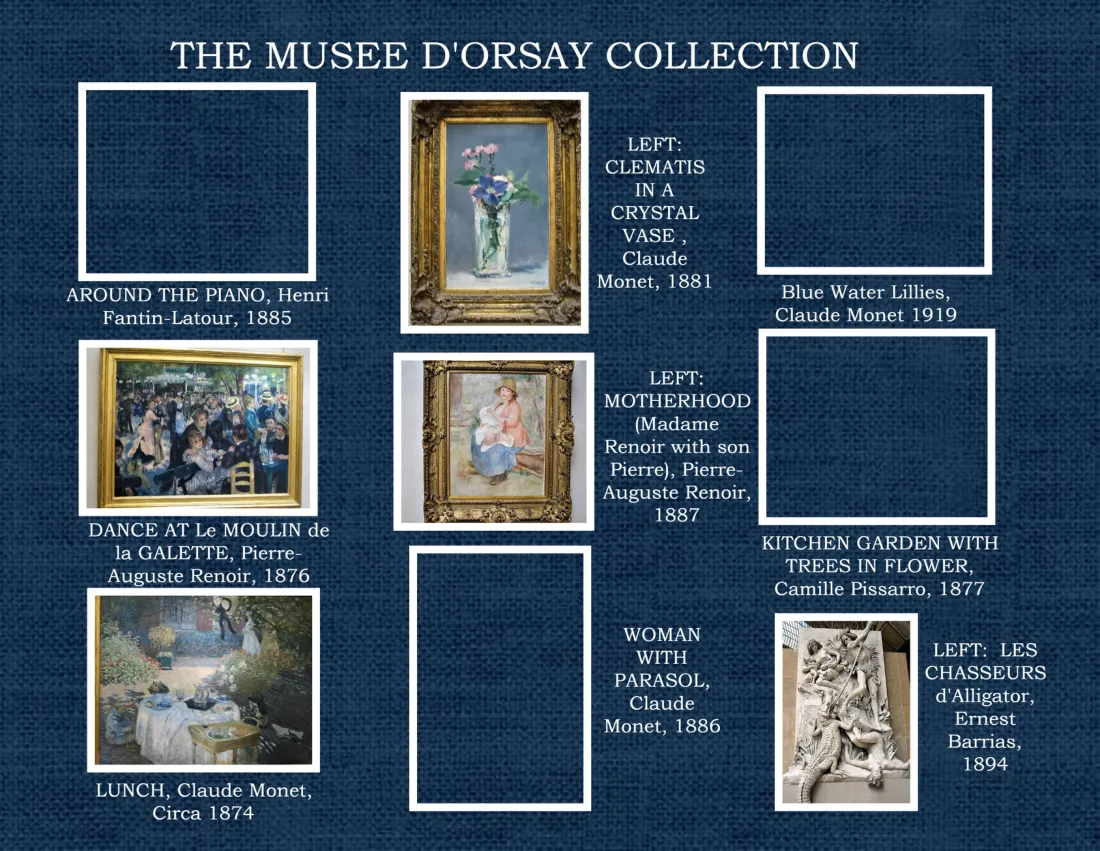 THE MUSEE D'ORSAY COLLECTION
AROUND THE PIANO, Henri
Fantin-Latour, 1885
DANCE AT Le MOULIN de
la GALETTE, Pierre-
Auguste Renoir, 1876
LUNCH, Claude Monet,
Circa 1874
LEFT:
CLEMATIS
IN A
CRYSTAL
VASE ,
Claude
Monet, 1881
LEFT:
MOTHERHOOD
(Madame
Renoir with son
Pierre), Pierre-
Auguste Renoir,
1887
WOMAN
WITH
PARASOL,
Claude
Monet, 1886
Blue Water Lillies,
Claude Monet 1919
KITCHEN GARDEN WITH
TREES IN FLOWER,
Camille Pissarro, 1877
LEFT: LES
CHASSEURS
d'Alligator,
Ernest
Barrias,
1894